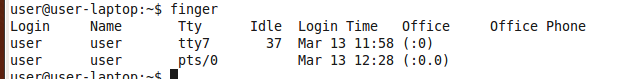 user@user-laptop:~$ finger
Login     Name       Tty      Idle  Login Time   Office     Office Phone
user      user       tty7       37  Mar 13 11:58 (:0)
user      user       pts/0          Mar 13 12:28 (:0.0)
user@user-laptop:~$